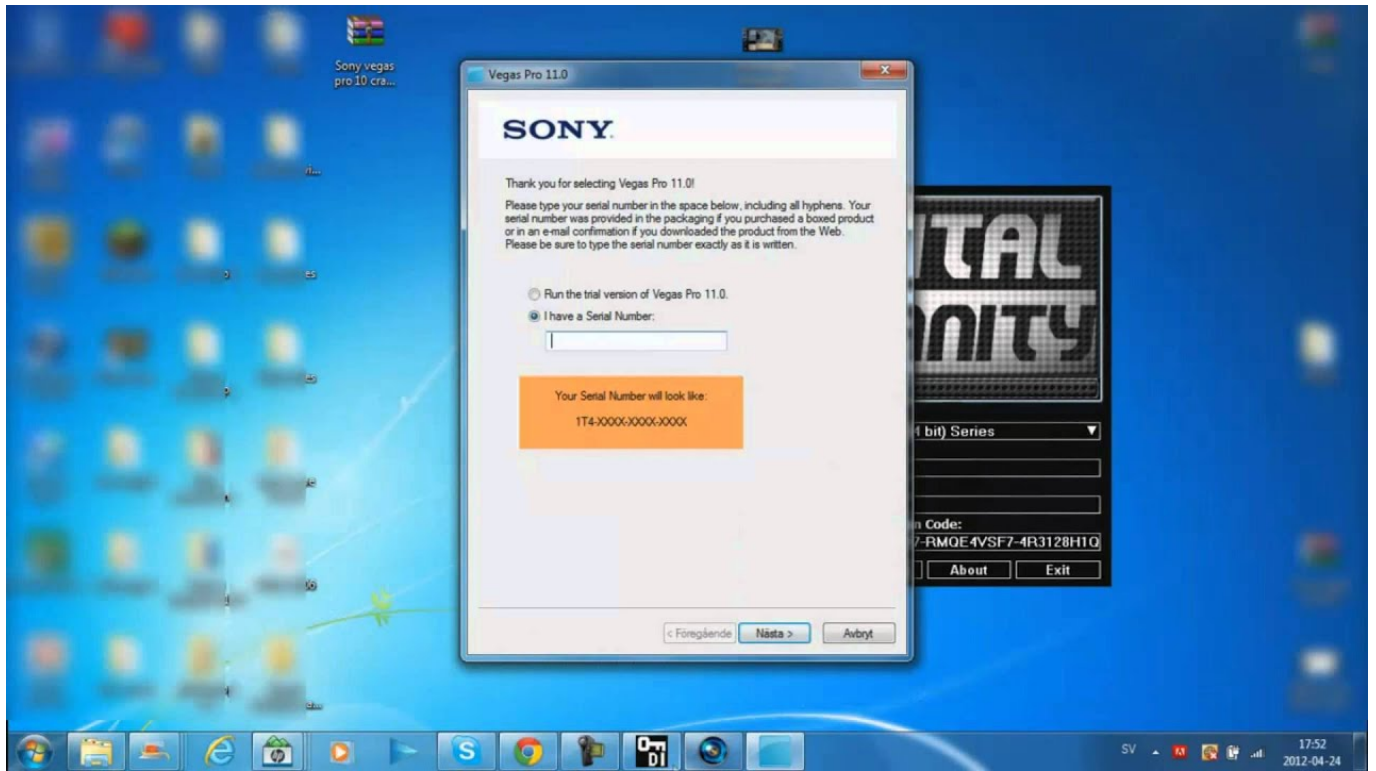 Sony vegas
pro 10 cra...
Vegas Pro 11.0
SONY
Thank you for selecting Vegas Pro 11.0!
Please type your serial number in the space below, including all hyphens. Your
serial number was provided in the packaging if you purchased a boxed product
or in an e-mail confirmation if you downloaded the product from the Web.
Please be sure to type the serial number exactly as it is written.
Run the trial version of Vegas Pro 11.0.
I have a Serial Number:
Your Serial Number will look like:
1T4-XXXX-XXXX-XXXX
< Föregående
Nästa >
Avbryt
ITAL
NITY
bit) Series
Code:
7-RMQE4VSF7-4R3128H1Q
About
Exit
SV
17:52
2012-04-24